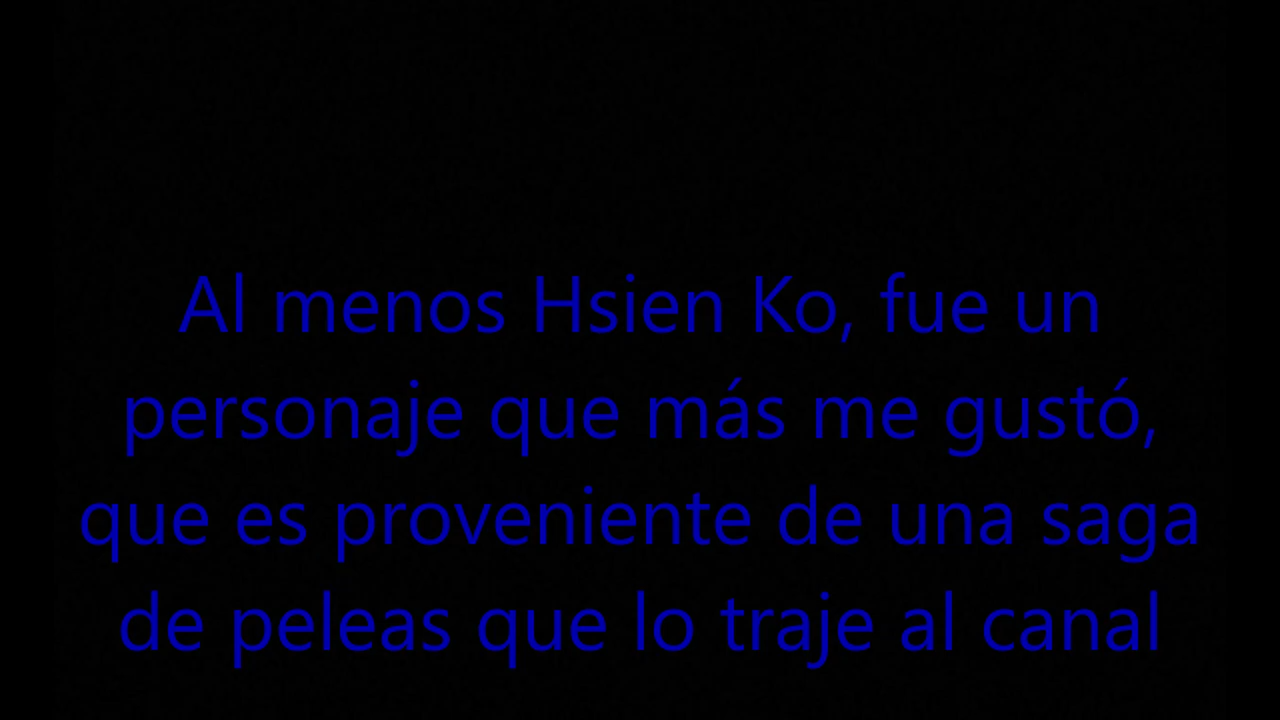 Al menos Hsien Ko, fue un
personaje que más me gustó,
que es proveniente de una saga
de peleas que lo traje al canal